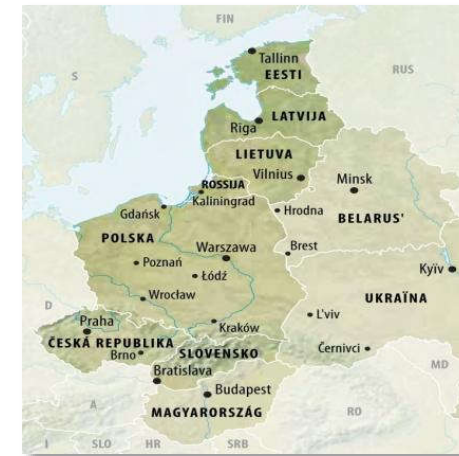 FIN
Tallinn
EESTI
S
RUS
LATVIJA
Riga
LIETUVA
Vilnius
ROSSIJA
Kaliningrad
Minsk
Gdańsk
Hrodna
BELARUS'
POLSKA
Warszawa
Brest
Poznań
Łódź
Kyïv
Wrocław
UKRAÏNA
D
L'viv
Praha
Kraków
ČESKÁ REPUBLIKA
Brno
SLOVENSKO
Černivci
Bratislava
MD
Budapest
A
MAGYARORSZÁG
RO
I
SLO
HR
SRB